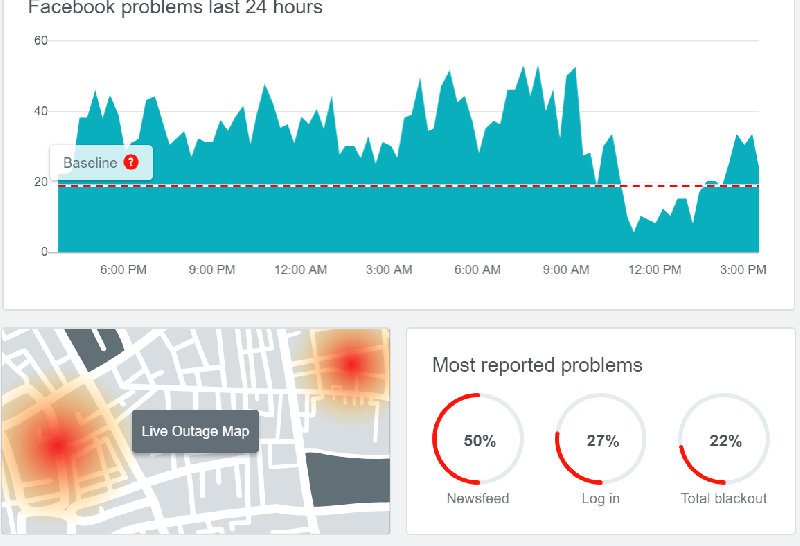 Facebook problems last 24 hours
60
40
Baseline ?
20
0
6:00 PM 9:00 PM 12:00 AM 3:00 AM 6:00 AM 9:00 AM 12:00 PM 3:00 PM
Live Outage Map
Most reported problems
50% 27% 22%
Newsfeed Log in Total blackout